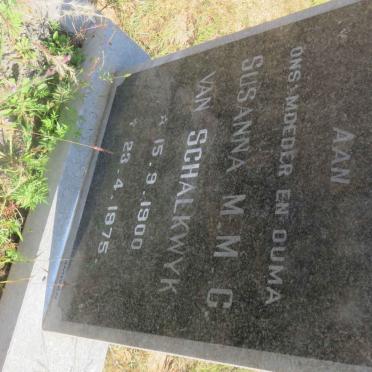 AAN
ONS MOEDER EN OUMA
SUSANNA M. M. C.
VAN SCHALKWYK
* 15.9.1900
23.4.1975.